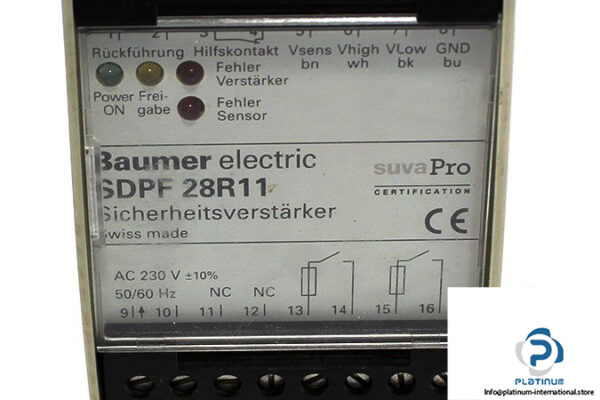 1 2 3 4 5 6 7 8
Rückführung Hilfskontakt Vsens Vhigh VLow GND
bn wh bk bu
Fehler
Verstärker
Power Frei-
ON gabe
Fehler
Sensor
Baumer electric
SDPF 28R11
Sicherheitsverstärker
Swiss made
suvaPro
CERTIFICATION
CE
AC 230 V ±10%
50/60 Hz NC NC
9 10 11 12 13 14 15 16
PLATINUM
Info@platinum-international.store